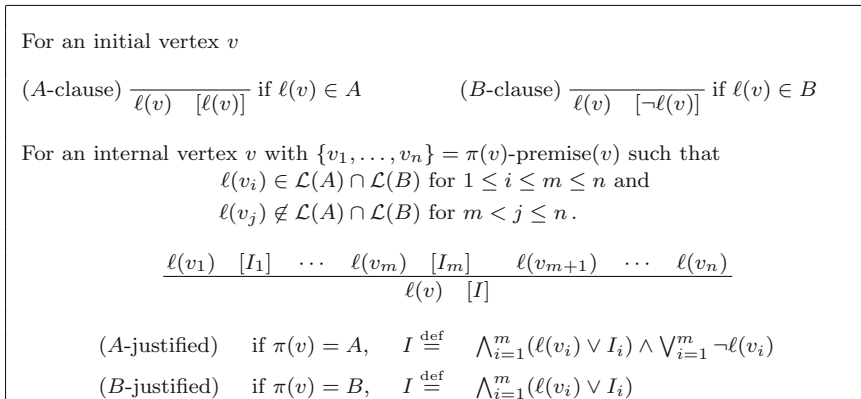 For an initial vertex v
(A-clause) ℓ(v) [ℓ(v)] if ℓ(v) ∈ A (B-clause) ℓ(v) [¬ℓ(v)] if ℓ(v) ∈ B
For an internal vertex v with {v₁, . . . , vₙ} = π(v)-premise(v) such that
ℓ(vᵢ) ∈ ℒ(A) ∩ ℒ(B) for 1 ≤ i ≤ m ≤ n and
ℓ(vⱼ) ∉ ℒ(A) ∩ ℒ(B) for m < j ≤ n .
ℓ(v₁) [I₁] ··· ℓ(vₘ) [Iₘ] ℓ(vₘ₊₁) ··· ℓ(vₙ)
ℓ(v) [I]
(A-justified) if π(v) = A, I ≝ ⋀ᵢ₌₁ᵐ(ℓ(vᵢ) ∨ Iᵢ) ∧ ⋁ᵢ₌₁ᵐ ¬ℓ(vᵢ)
(B-justified) if π(v) = B, I ≝ ⋀ᵢ₌₁ᵐ(ℓ(vᵢ) ∨ Iᵢ)